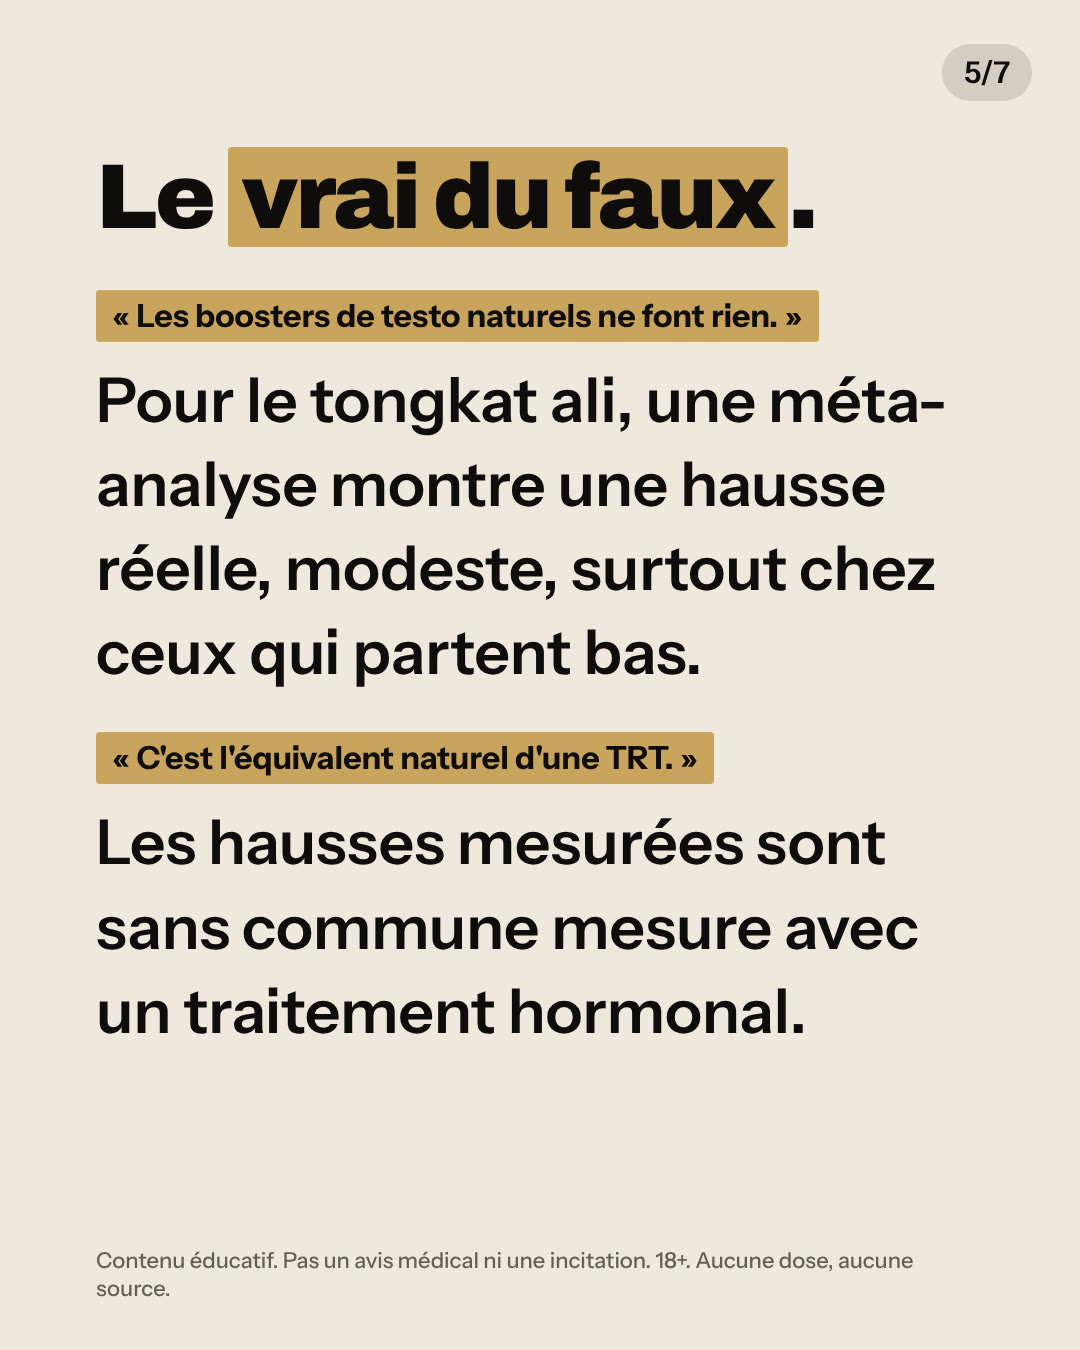 5/7
Le vrai du faux.
« Les boosters de testo naturels ne font rien. »
Pour le tongkat ali, une méta-
analyse montre une hausse
réelle, modeste, surtout chez
ceux qui partent bas.
« C'est l'équivalent naturel d'une TRT. »
Les hausses mesurées sont
sans commune mesure avec
un traitement hormonal.
Contenu éducatif. Pas un avis médical ni une incitation. 18+. Aucune dose, aucune
source.